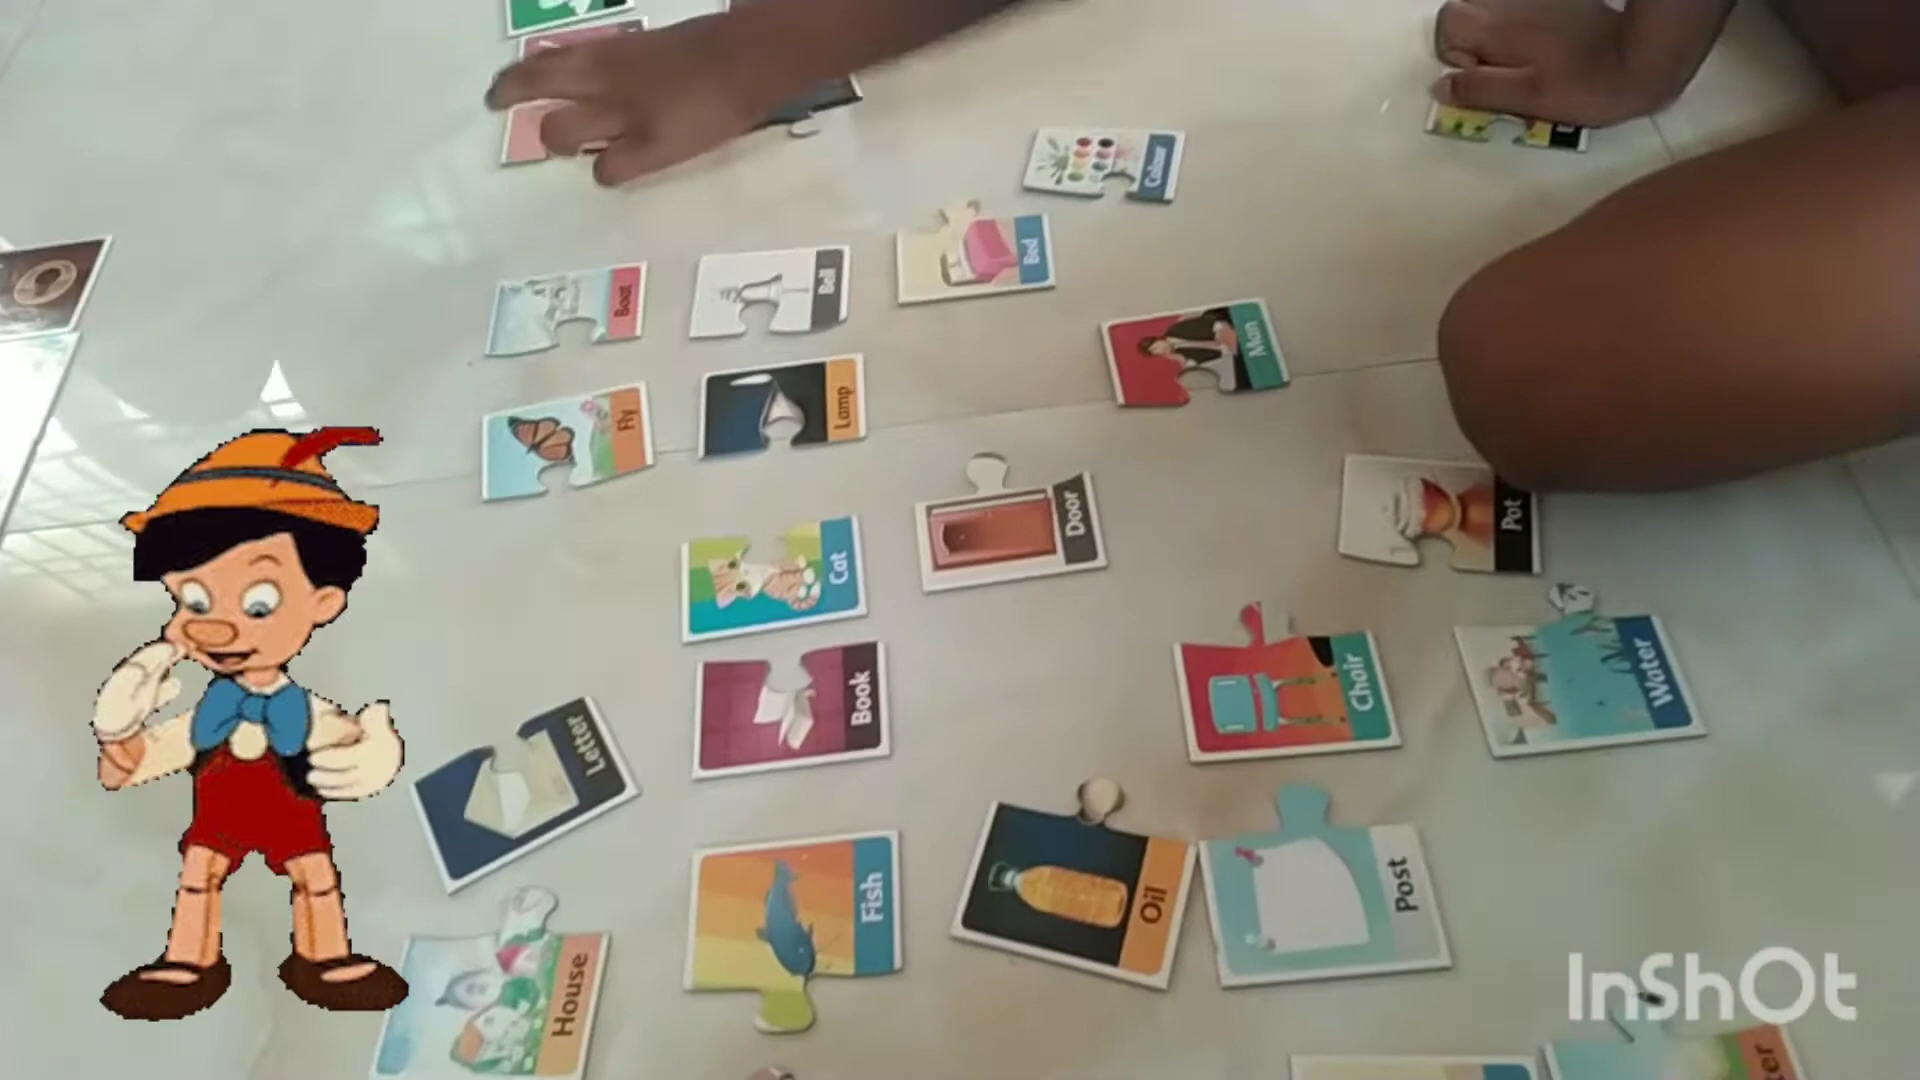 Colour
Bed
Boat
Bell
Man
Fly
Lamp
Door
Pot
Cat
Chair
Water
Book
Letter
Fish
Oil
Post
House
InShOt